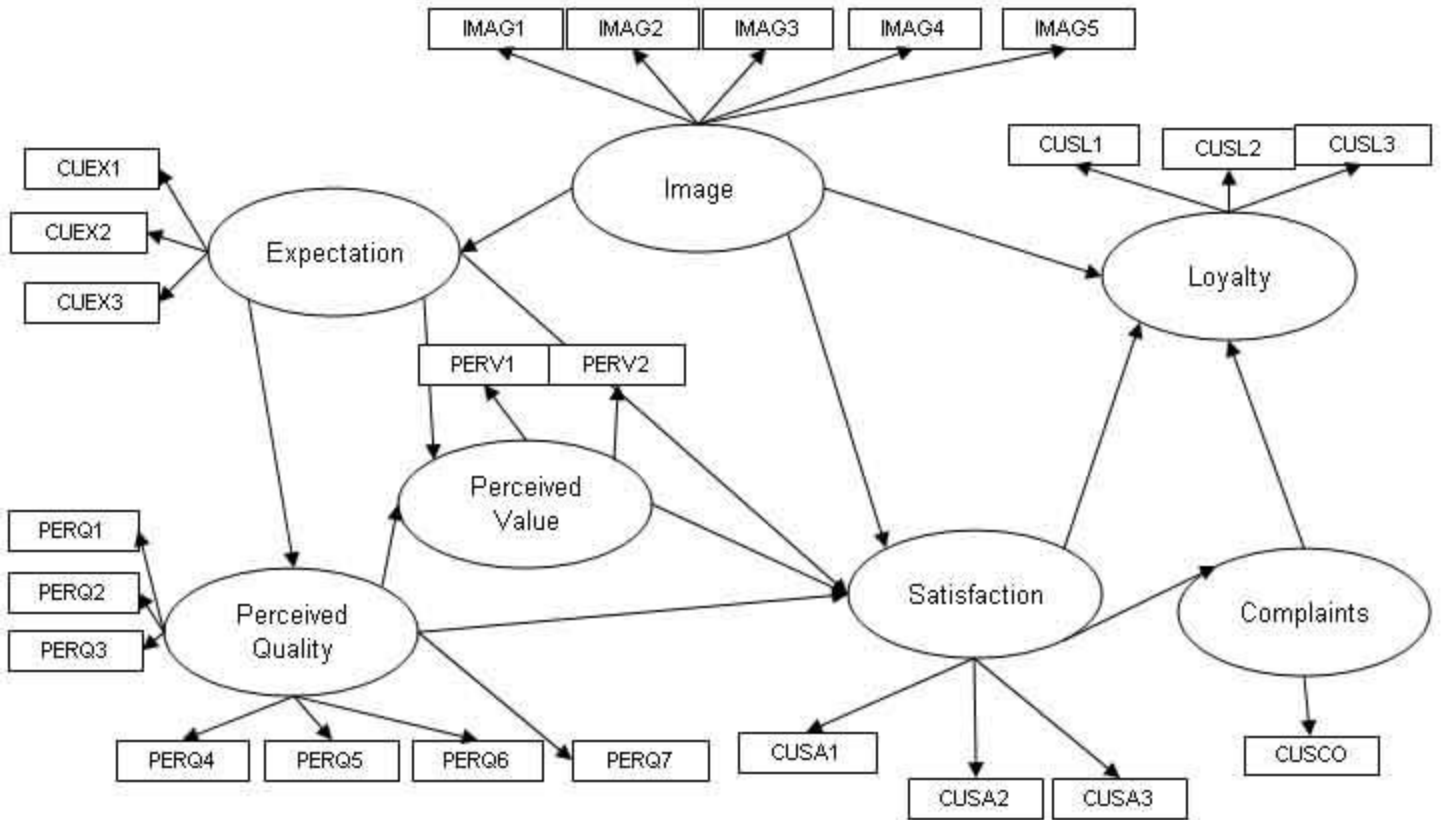 IMAG1
IMAG2
IMAG3
IMAG4
IMAG5
CUSL1
CUSL2
CUSL3
CUEX1
CUEX2
CUEX3
Image
Expectation
Loyalty
PERV1
PERV2
Perceived
Value
PERQ1
PERQ2
PERQ3
Perceived
Quality
Satisfaction
Complaints
PERQ4
PERQ5
PERQ6
PERQ7
CUSA1
CUSA2
CUSA3
CUSCO